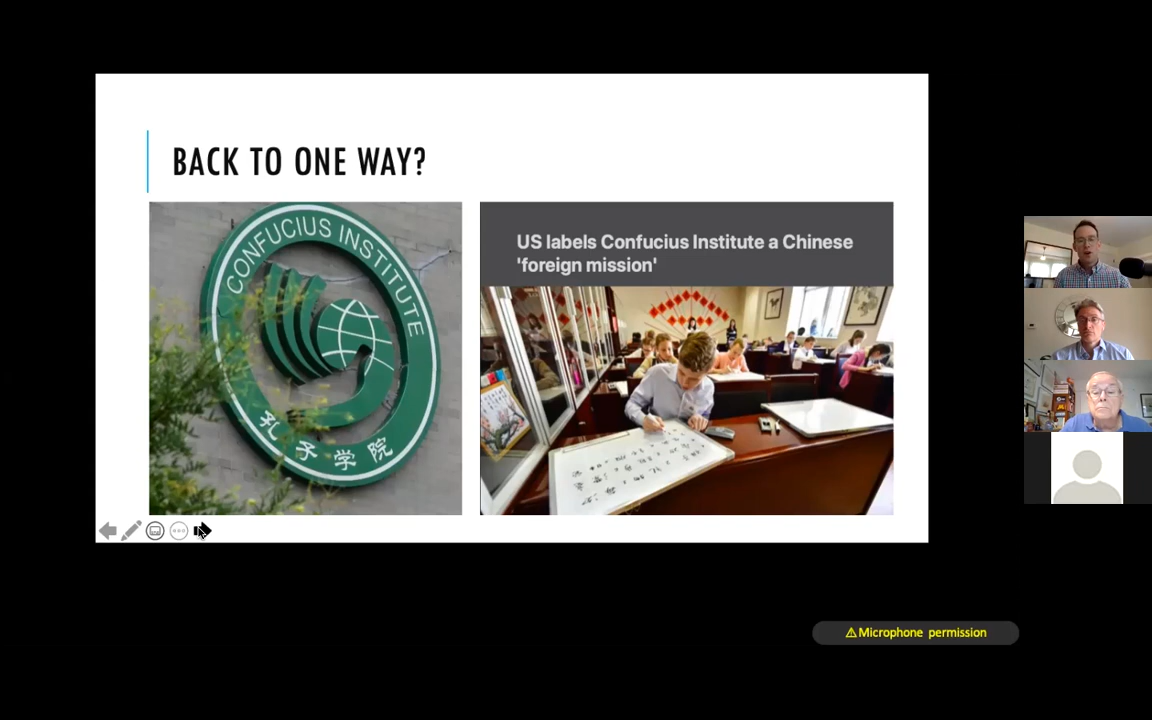 BACK TO ONE WAY?
CONFUCIUS INSTITUTE
孔子学院
US labels Confucius Institute a Chinese
'foreign mission'
⚠Microphone permission